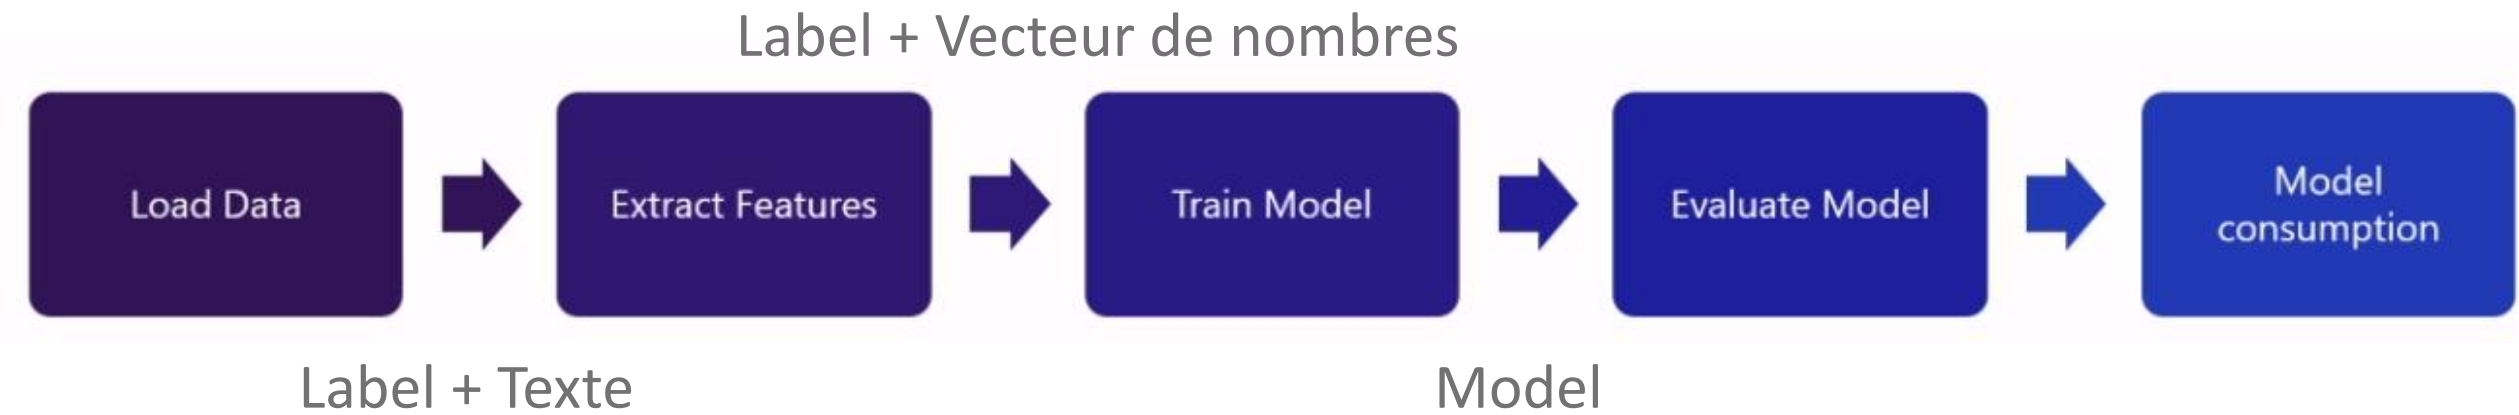 Label + Vecteur de nombres
Load Data
Extract Features
Train Model
Evaluate Model
Model
consumption
Label + Texte
Model